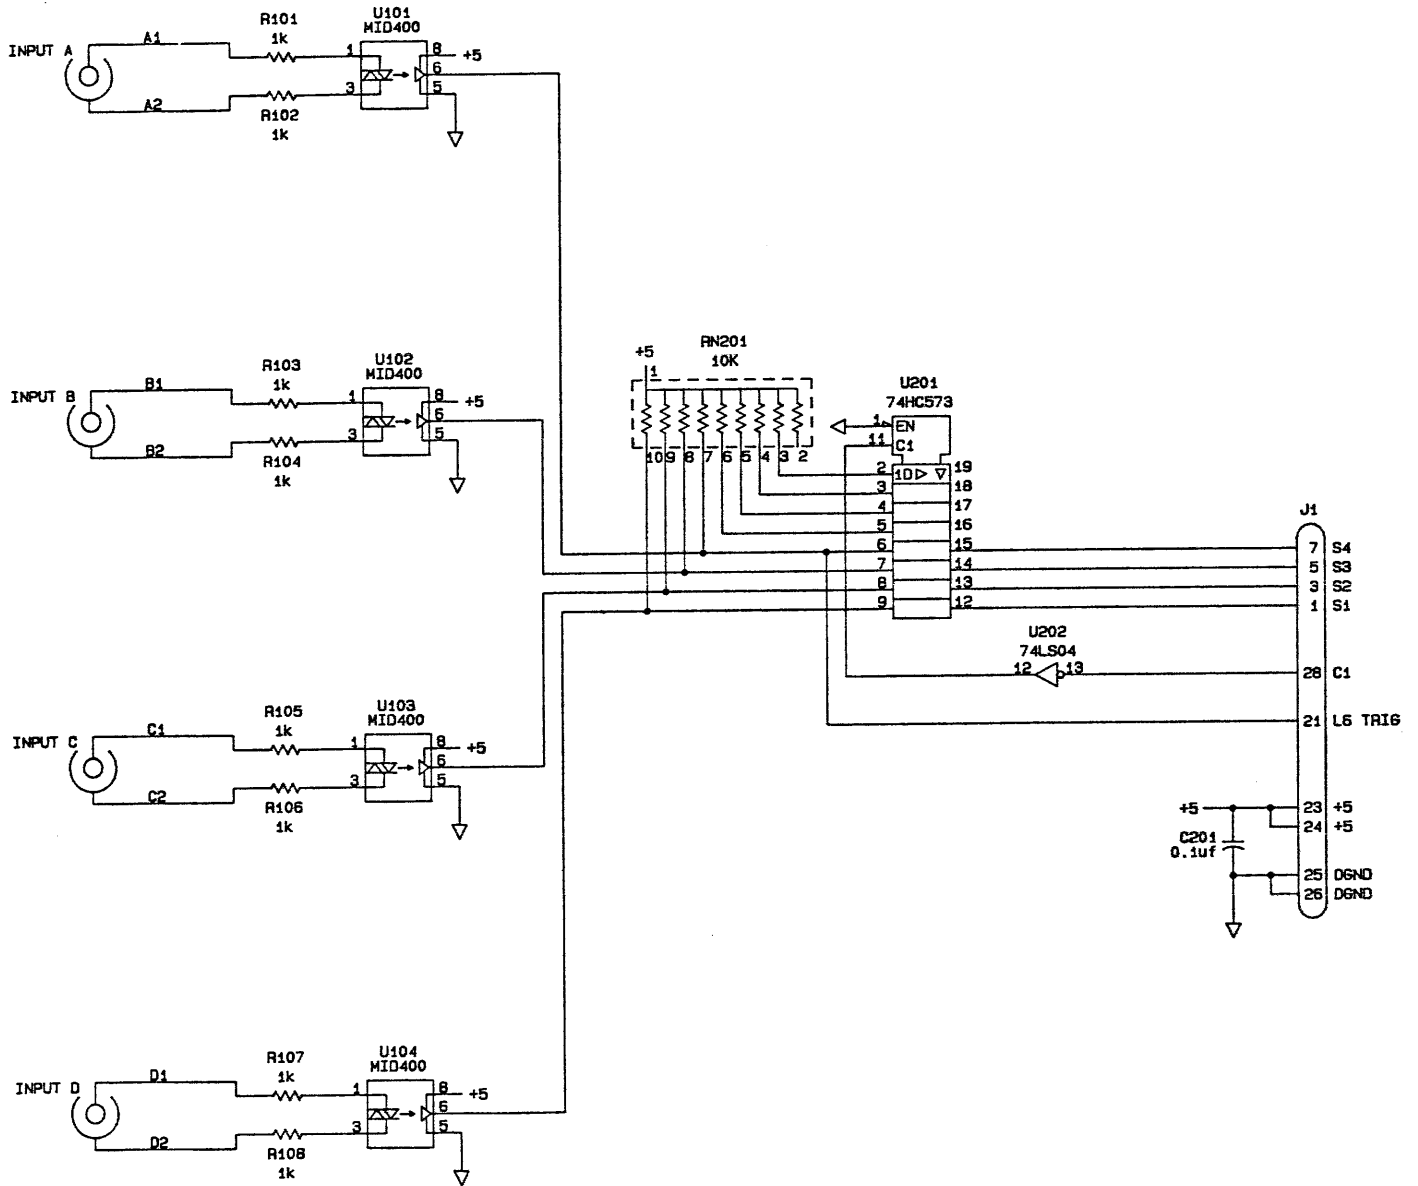 R101
1k
U101
MID400
INPUT A
A1
A2
1
3
8
+5
6
5
R102
1k
R103
1k
U102
MID400
INPUT B
B1
B2
1
3
8
+5
6
5
R104
1k
+5
1
RN201
10K
10 9 8 7 6 5 4 3 2
U201
74HC573
1 EN
11 C1
2 1D 19
3 18
4 17
5 16
6 15
7 14
8 13
9 12
J1
7 S4
5 S3
3 S2
1 S1
U202
74LS04
12 13
28 C1
21 LG TRIG
+5
23 +5
24 +5
C201
0.1uf
25 DGND
26 DGND
R105
1k
U103
MID400
INPUT C
C1
C2
1
3
8
+5
6
5
R106
1k
R107
1k
U104
MID400
INPUT D
D1
D2
1
3
8
+5
6
5
R108
1k